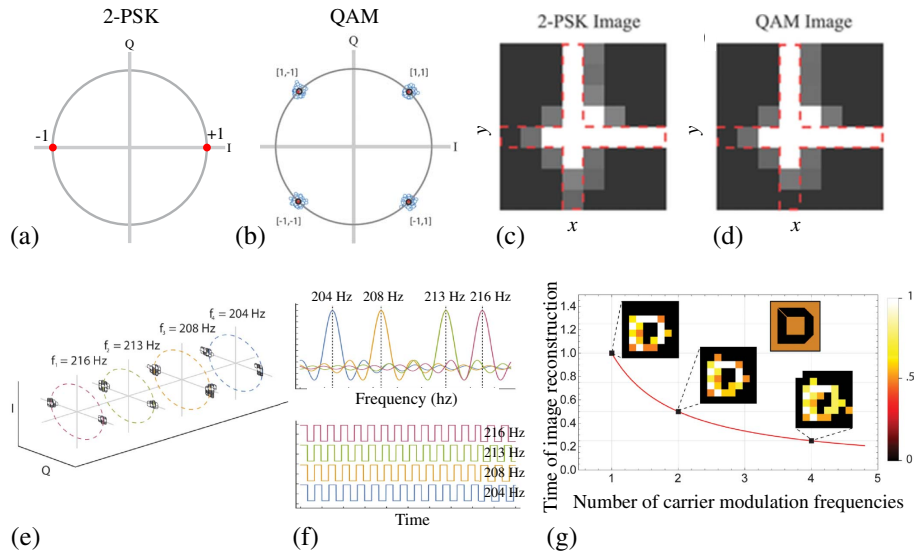 2-PSK
Q
-1
+1
I
(a)
QAM
Q
[1,-1]
[1,1]
I
[-1,-1]
[-1,1]
(b)
2-PSK Image
y
x
(c)
QAM Image
y
x
(d)
f₁ = 216 Hz
f₂ = 213 Hz
f₃ = 208 Hz
f₄ = 204 Hz
I
Q
(e)
204 Hz
208 Hz
213 Hz
216 Hz
Frequency (hz)
216 Hz
213 Hz
208 Hz
204 Hz
Time
(f)
Time of image reconstruction
1.4
1.2
1.0
0.8
0.6
0.4
0.2
0.0
0
1
2
3
4
5
Number of carrier modulation frequencies
1
.5
0
(g)